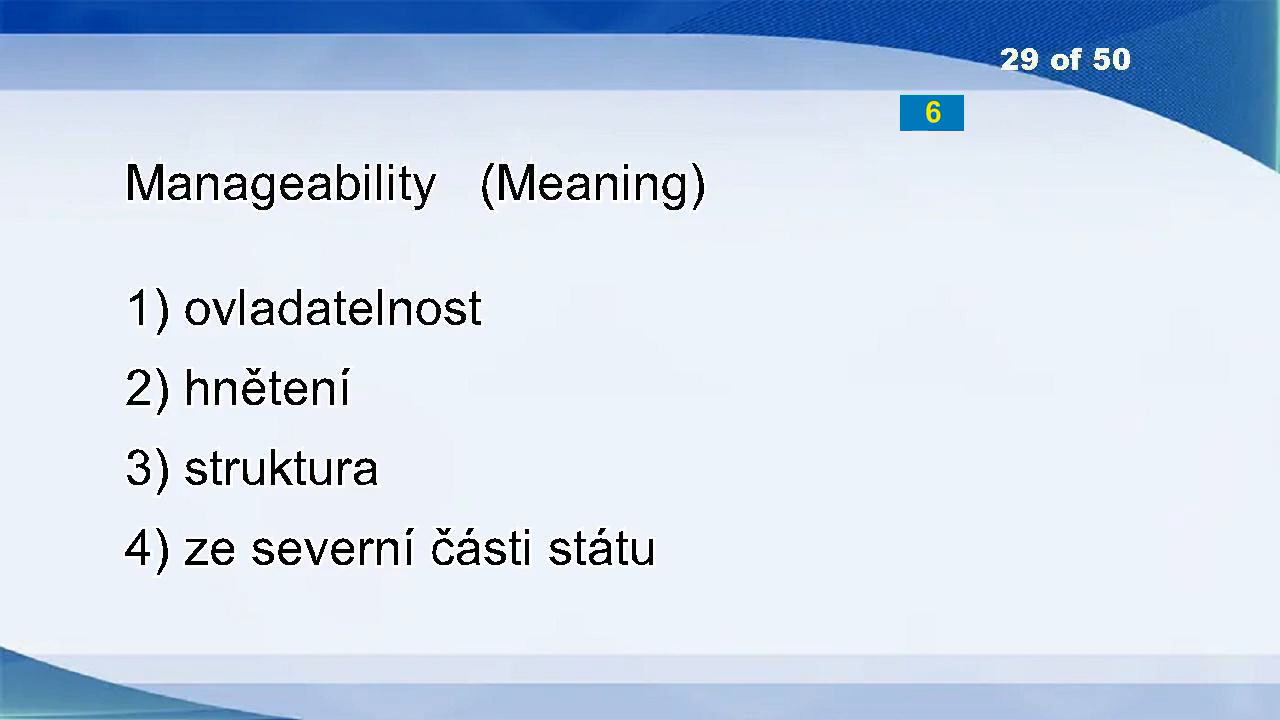 29 of 50
6
Manageability (Meaning)
1) ovladatelnost
2) hnětení
3) struktura
4) ze severní části státu